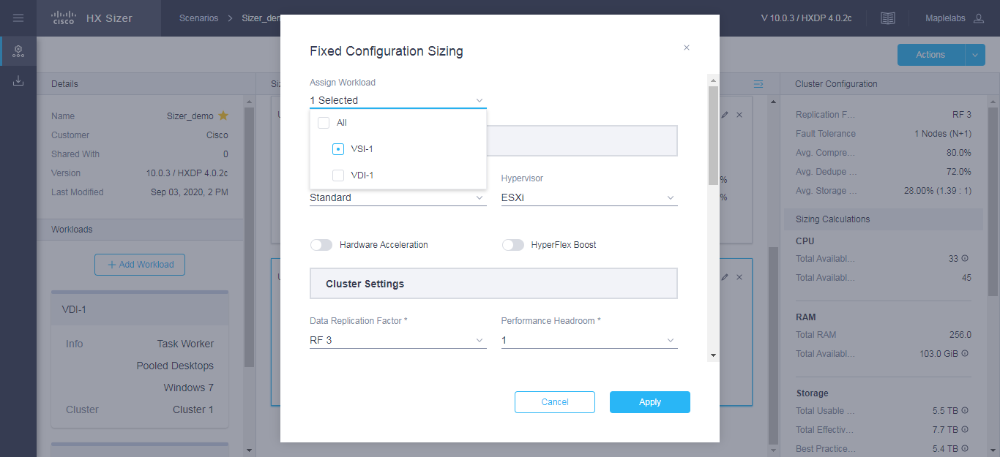 CISCO
HX Sizer
Scenarios > Sizer_den
V 10.0.3 / HXDP 4.0.2c
Maplelabs
Actions
Details
Name Sizer_demo
Customer Cisco
Shared With 0
Version 10.0.3 / HXDP 4.0.2c
Last Modified Sep 03, 2020, 2 PM
Workloads
+ Add Workload
VDI-1
Info Task Worker
Pooled Desktops
Windows 7
Cluster Cluster 1
Siz
Fixed Configuration Sizing
Assign Workload
1 Selected
All
VSI-1
VDI-1
Standard
Hypervisor
ESXi
Hardware Acceleration
HyperFlex Boost
Cluster Settings
Data Replication Factor *
RF 3
Performance Headroom *
1
Cancel
Apply
%
%
Cluster Configuration
Replication F... RF 3
Fault Tolerance 1 Nodes (N+1)
Avg. Compre... 80.0%
Avg. Dedupe ... 72.0%
Avg. Storage ... 28.00% (1.39 : 1)
Sizing Calculations
CPU
Total Availabl... 33
Total Availabl... 45
RAM
Total RAM 256.0
Total Availabl... 103.0 GiB
Storage
Total Usable ... 5.5 TB
Total Effectiv... 7.7 TB
Best Practice... 5.4 TB